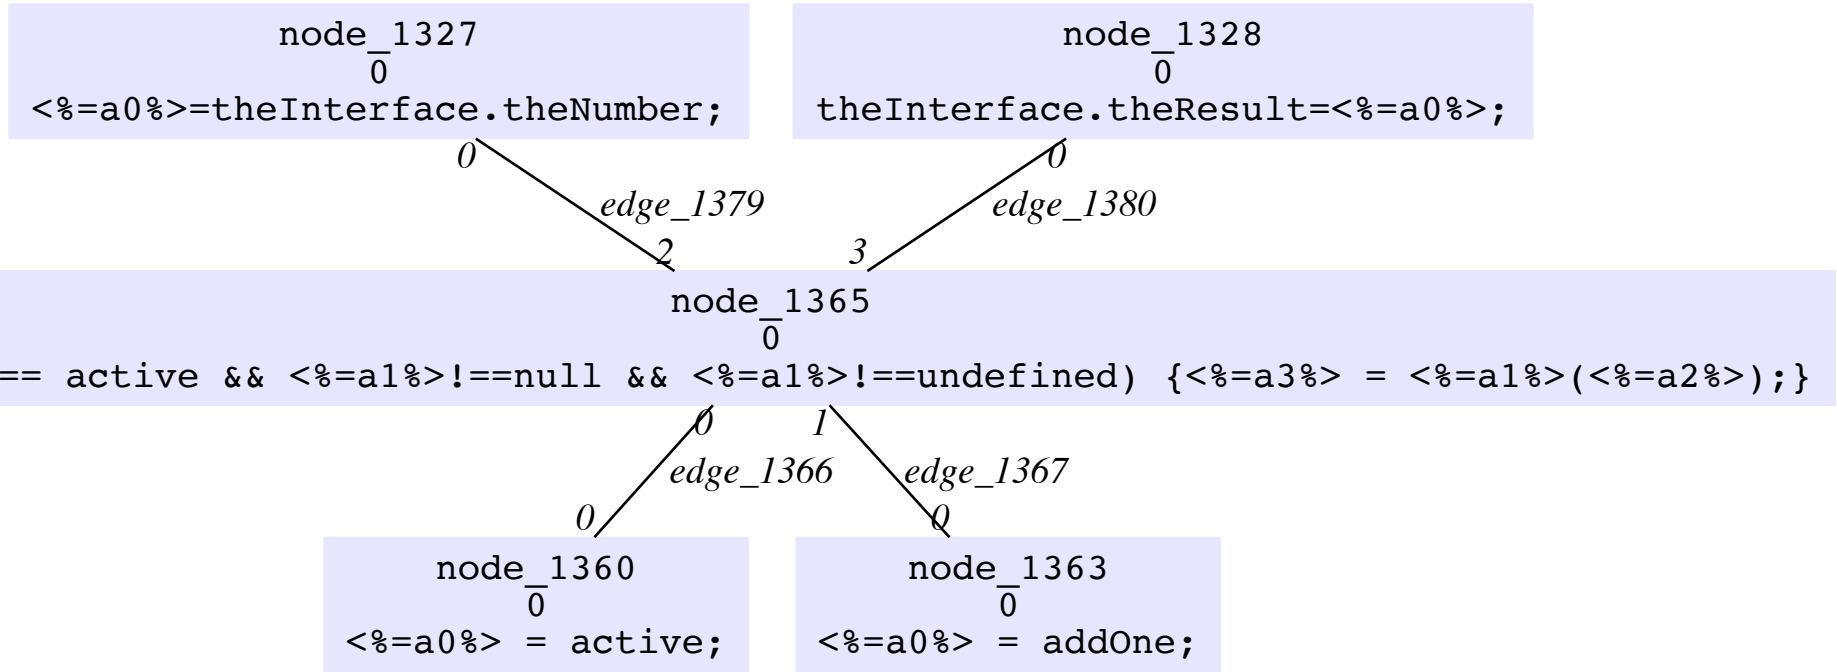 node_1327
0
<%=a0%>=theInterface.theNumber;
node_1328
0
theInterface.theResult=<%=a0%>;
0
0
edge_1379
edge_1380
2
3
node_1365
0
== active && <%=a1%>!==null && <%=a1%>!==undefined) {<%=a3%> = <%=a1%>(<%=a2%>);}
0
1
edge_1366
edge_1367
0
0
node_1360
0
<%=a0%> = active;
node_1363
0
<%=a0%> = addOne;